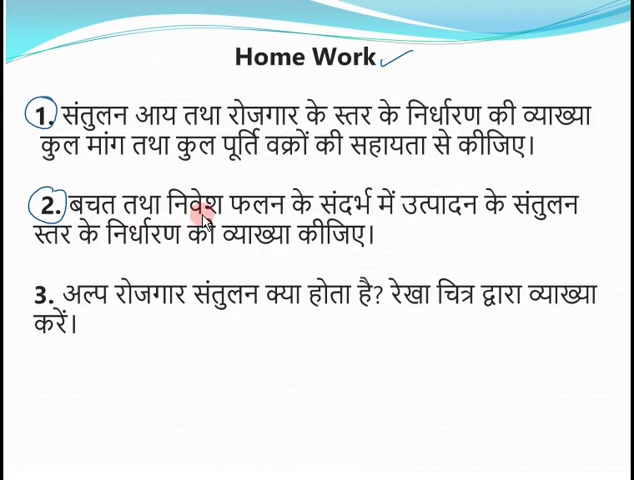 Home Work
1. संतुलन आय तथा रोजगार के स्तर के निर्धारण की व्याख्या
कुल मांग तथा कुल पूर्ति वक्रों की सहायता से कीजिए।
2. बचत तथा निवेश फलन के संदर्भ में उत्पादन के संतुलन
स्तर के निर्धारण की व्याख्या कीजिए।
3. अल्प रोजगार संतुलन क्या होता है? रेखा चित्र द्वारा व्याख्या
करें।